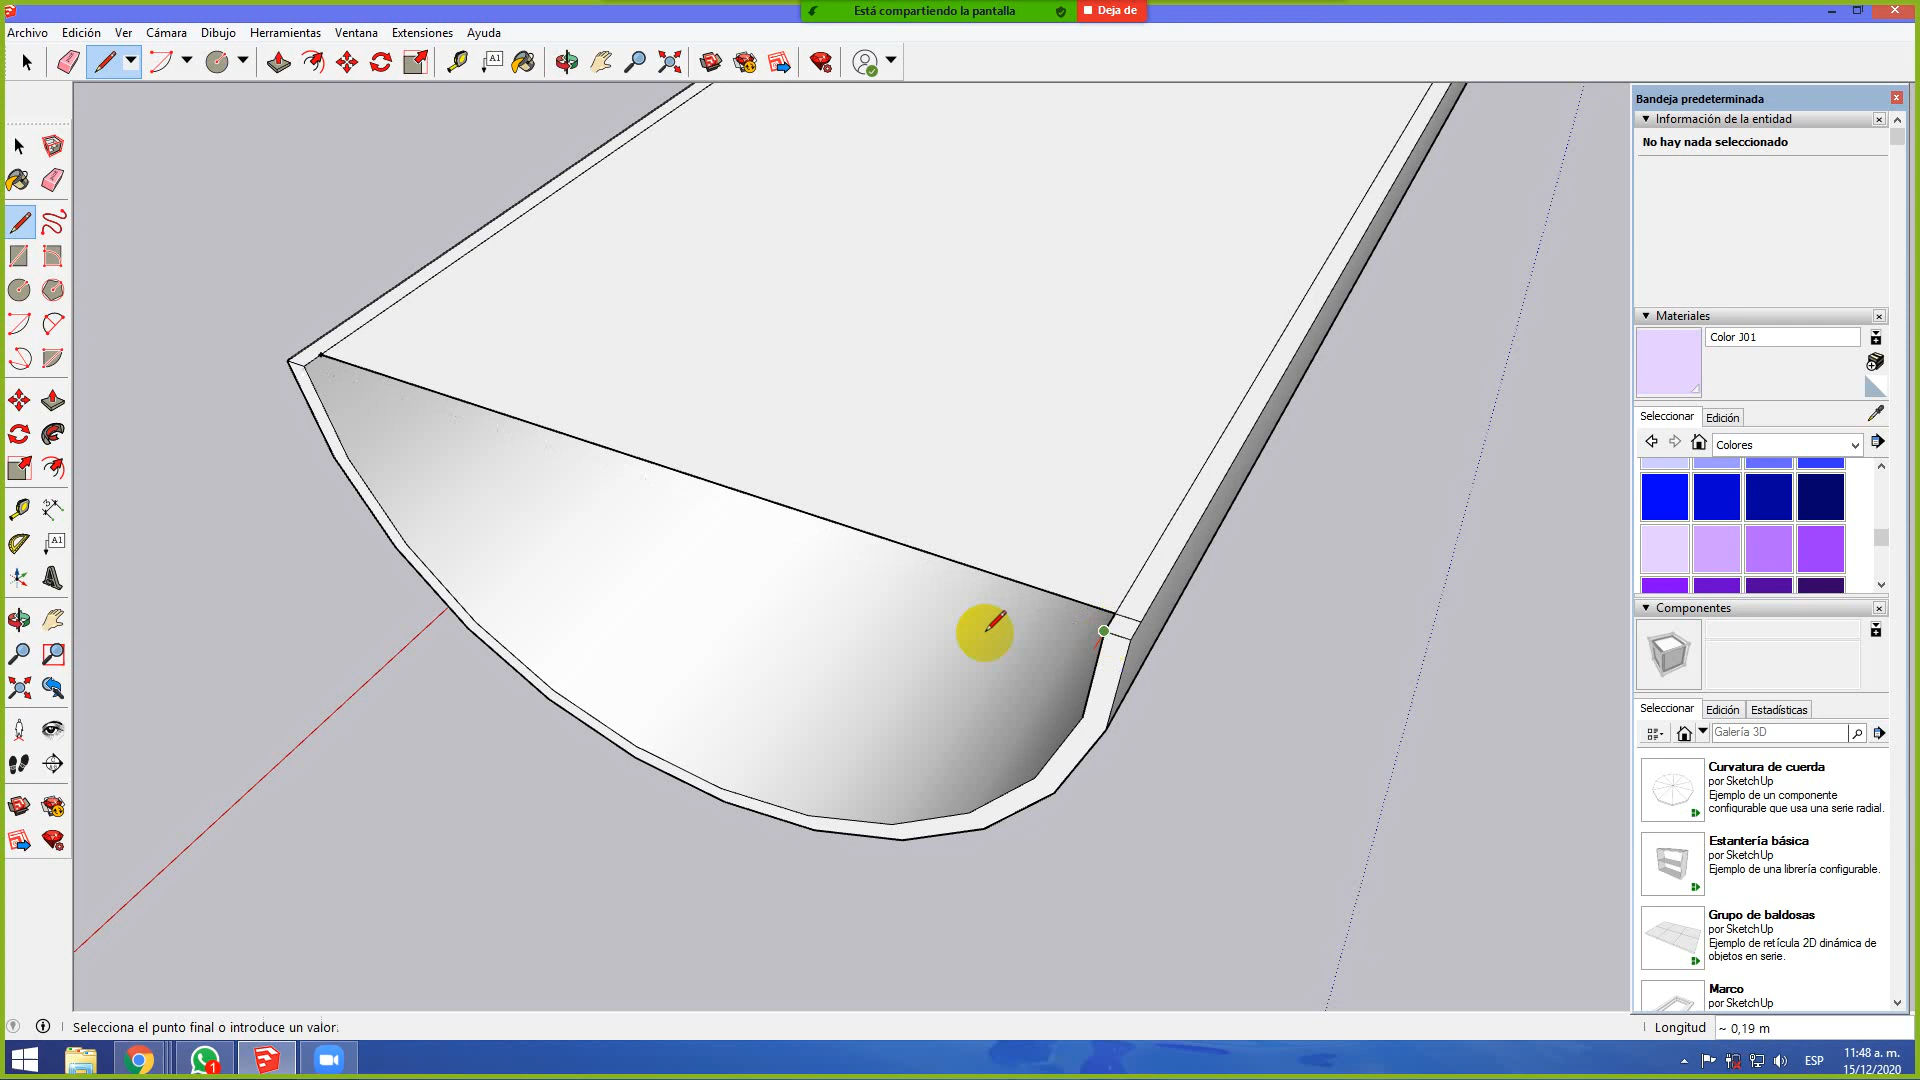 Está compartiendo la pantalla
Deja de
Archivo Edición Ver Cámara Dibujo Herramientas Ventana Extensiones Ayuda
A1
Bandeja predeterminada
Información de la entidad
No hay nada seleccionado
Materiales
Color J01
Seleccionar Edición
Colores
A1
Componentes
Seleccionar Edición Estadísticas
Galería 3D
Curvatura de cuerda
por SketchUp
Ejemplo de un componente
configurable que usa una serie radial.
Estantería básica
por SketchUp
Ejemplo de una librería configurable.
Grupo de baldosas
por SketchUp
Ejemplo de retícula 2D dinámica de
objetos en serie.
Marco
por SketchUp
Selecciona el punto final o introduce un valor.
Longitud ~ 0,19 m
1
ESP
11:48 a. m.
15/12/2020